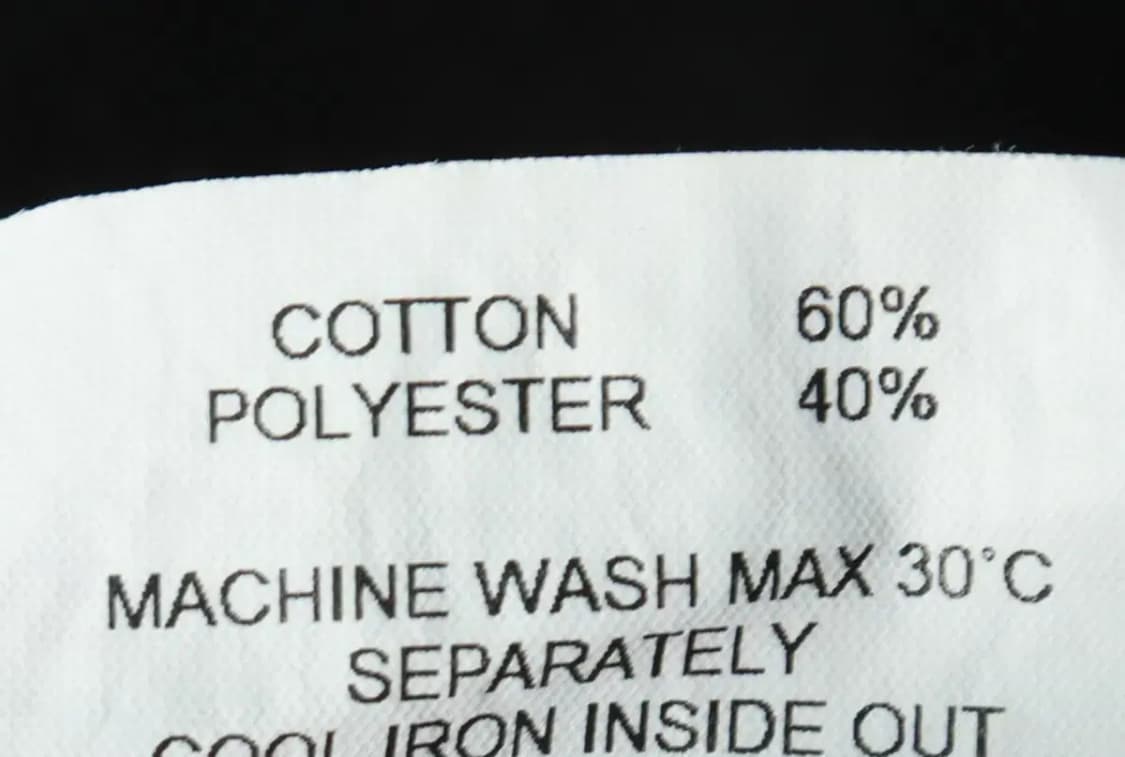 COTTON 60%
POLYESTER 40%
MACHINE WASH MAX 30°C
SEPARATELY
COOL IRON INSIDE OUT